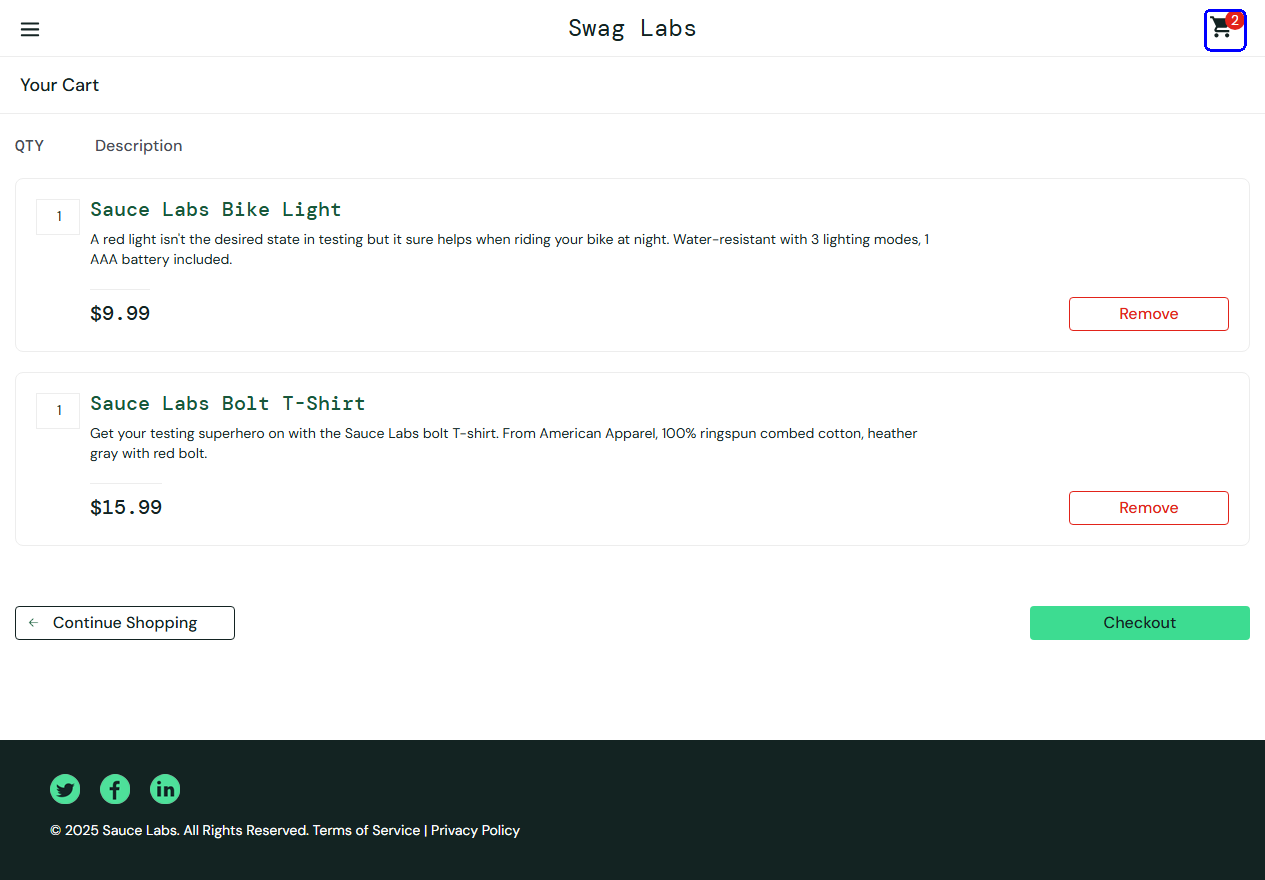 Swag Labs
2
Your Cart
QTY Description
1
Sauce Labs Bike Light
A red light isn't the desired state in testing but it sure helps when riding your bike at night. Water-resistant with 3 lighting modes, 1
AAA battery included.
$9.99
Remove
1
Sauce Labs Bolt T-Shirt
Get your testing superhero on with the Sauce Labs bolt T-shirt. From American Apparel, 100% ringspun combed cotton, heather
gray with red bolt.
$15.99
Remove
Continue Shopping
Checkout
© 2025 Sauce Labs. All Rights Reserved. Terms of Service | Privacy Policy